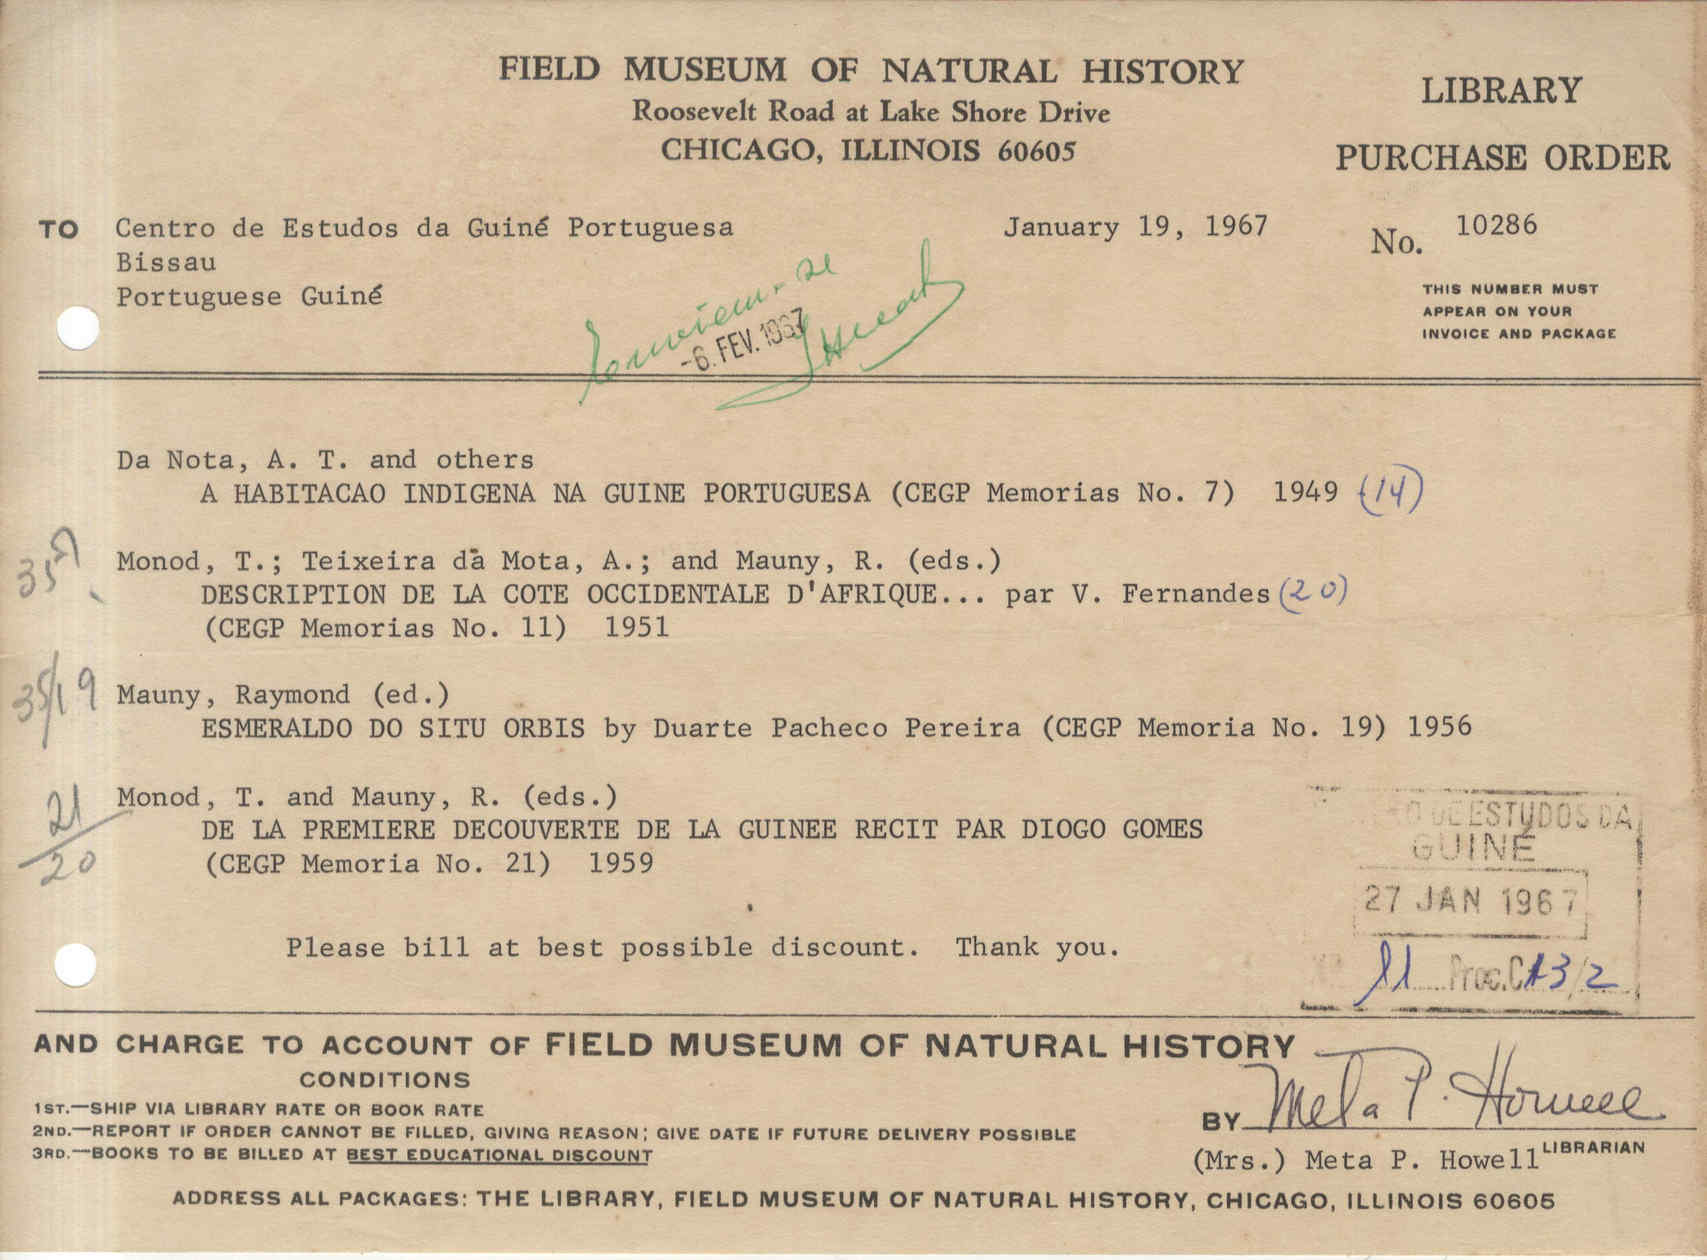 FIELD MUSEUM OF NATURAL HISTORY
Roosevelt Road at Lake Shore Drive
CHICAGO, ILLINOIS 60605
LIBRARY
PURCHASE ORDER
TO Centro de Estudos da Guiné Portuguesa
Bissau
Portuguese Guiné
January 19, 1967
No. 10286
THIS NUMBER MUST
APPEAR ON YOUR
INVOICE AND PACKAGE
Enviem-se
-6. FEV. 1967
Da Nota, A. T. and others
A HABITACAO INDIGENA NA GUINE PORTUGUESA (CEGP Memorias No. 7) 1949 (14)
35
Monod, T.; Teixeira da Mota, A.; and Mauny, R. (eds.)
DESCRIPTION DE LA COTE OCCIDENTALE D'AFRIQUE... par V. Fernandes (20)
(CEGP Memorias No. 11) 1951
35/19
Mauny, Raymond (ed.)
ESMERALDO DO SITU ORBIS by Duarte Pacheco Pereira (CEGP Memoria No. 19) 1956
21/20
Monod, T. and Mauny, R. (eds.)
DE LA PREMIERE DECOUVERTE DE LA GUINEE RECIT PAR DIOGO GOMES
(CEGP Memoria No. 21) 1959
DE ESTUDOS DA
GUINÉ
27 JAN 1967
Proc. C 13/2
Please bill at best possible discount. Thank you.
AND CHARGE TO ACCOUNT OF FIELD MUSEUM OF NATURAL HISTORY
CONDITIONS
1ST.—SHIP VIA LIBRARY RATE OR BOOK RATE
2ND.—REPORT IF ORDER CANNOT BE FILLED, GIVING REASON; GIVE DATE IF FUTURE DELIVERY POSSIBLE
3RD.—BOOKS TO BE BILLED AT BEST EDUCATIONAL DISCOUNT
BY Meta P. Howell
(Mrs.) Meta P. Howell LIBRARIAN
ADDRESS ALL PACKAGES: THE LIBRARY, FIELD MUSEUM OF NATURAL HISTORY, CHICAGO, ILLINOIS 60605